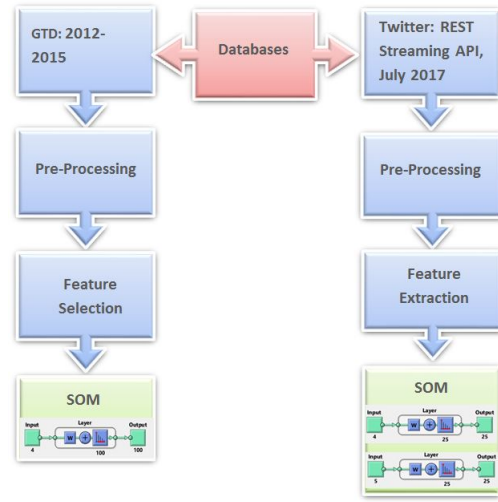 GTD: 2012-
2015
Databases
Twitter: REST
Streaming API,
July 2017
Pre-Processing
Pre-Processing
Feature
Selection
Feature
Extraction
SOM
Input
Layer
Output
W
+
4
100
100
SOM
Input
Layer
Output
W
+
4
25
25
Input
Layer
Output
W
+
5
25
25